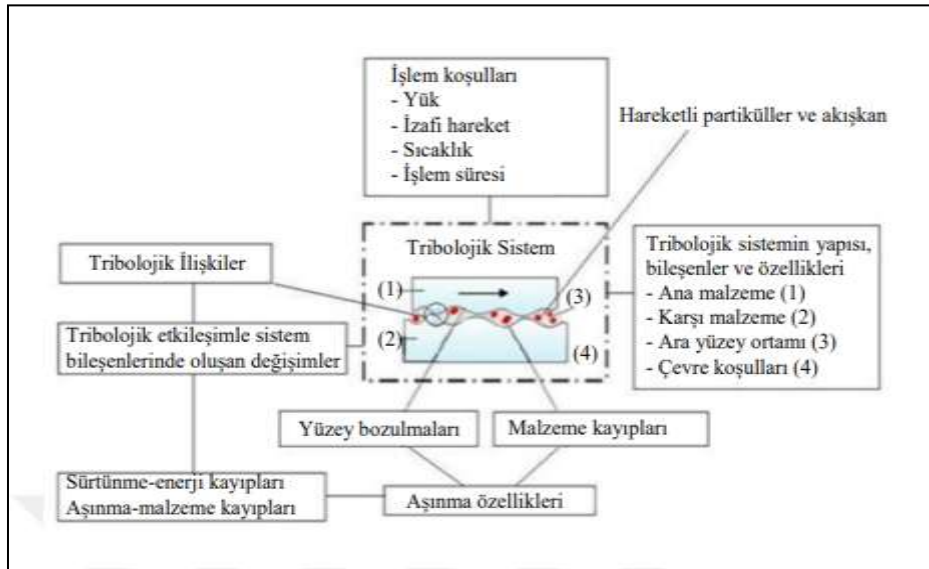 İşlem koşulları
- Yük
- İzafi hareket
- Sıcaklık
- İşlem süresi
Hareketli partiküller ve akışkan
Tribolojik Sistem
(1)
(2)
(3)
(4)
Tribolojik sistemin yapısı,
bileşenler ve özellikleri
- Ana malzeme (1)
- Karşı malzeme (2)
- Ara yüzey ortamı (3)
- Çevre koşulları (4)
Tribolojik İlişkiler
Tribolojik etkileşimle sistem
bileşenlerinde oluşan değişimler
Yüzey bozulmaları
Malzeme kayıpları
Sürtünme-enerji kayıpları
Aşınma-malzeme kayıpları
Aşınma özellikleri